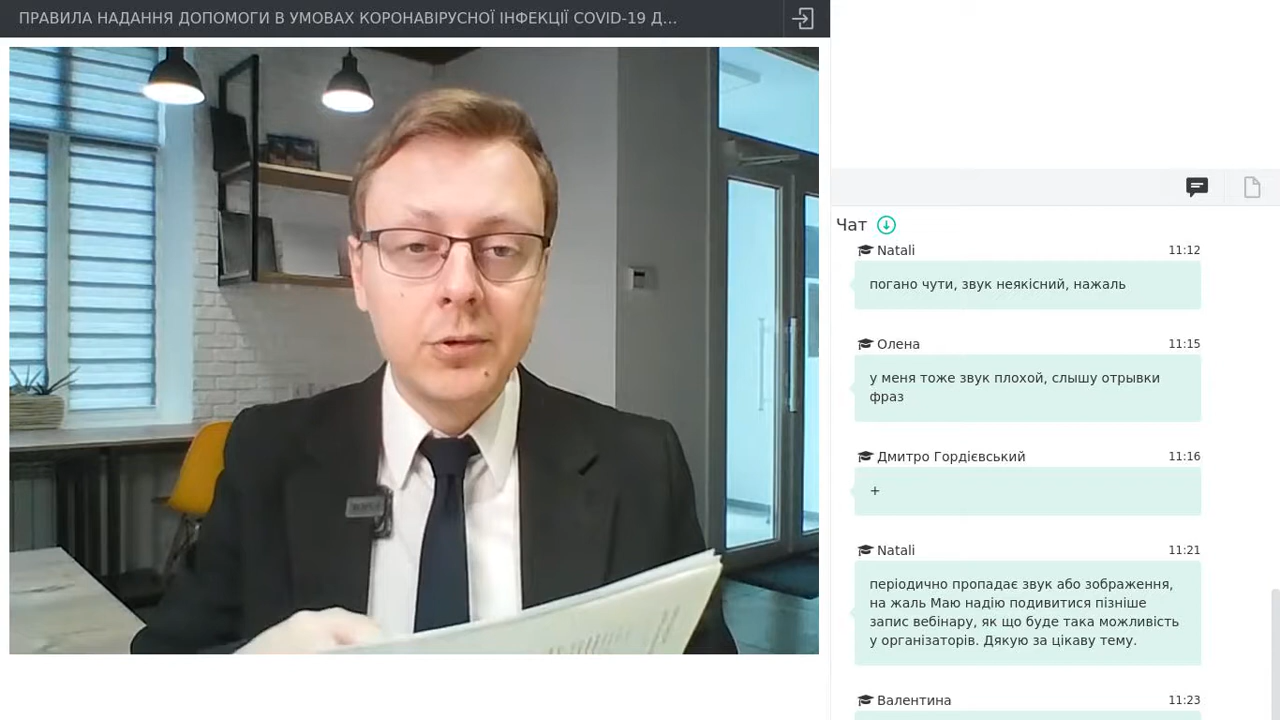 ПРАВИЛА НАДАННЯ ДОПОМОГИ В УМОВАХ КОРОНАВІРУСНОЇ ІНФЕКЦІЇ COVID-19 Д...
Чат
Natali 11:12
погано чути, звук неякісний, нажаль
Олена 11:15
у меня тоже звук плохой, слышу отрывки
фраз
Дмитро Гордієвський 11:16
+
Natali 11:21
періодично пропадає звук або зображення,
на жаль Маю надію подивитися пізніше
запис вебінару, як що буде така можливість
у організаторів. Дякую за цікаву тему.
Валентина 11:23